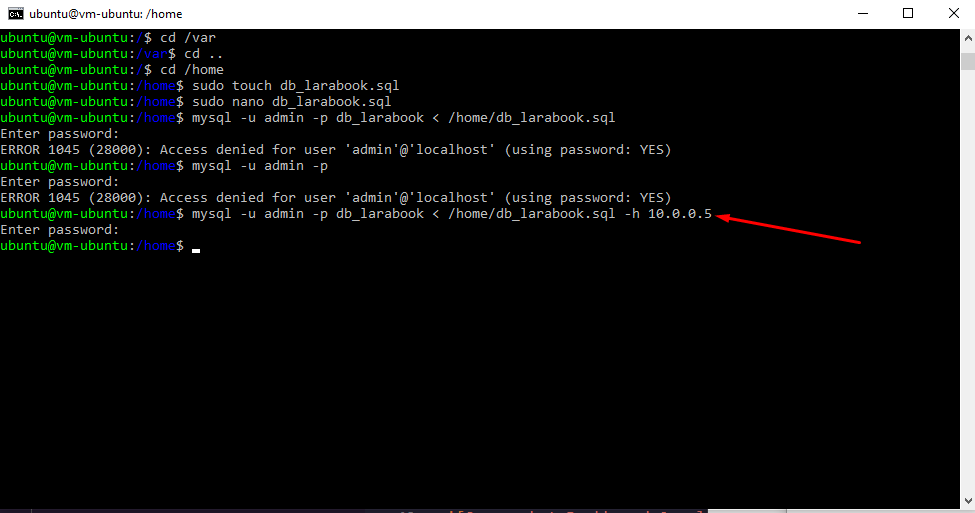 ubuntu@vm-ubuntu: /home
ubuntu@vm-ubuntu:/$ cd /var
ubuntu@vm-ubuntu:/var$ cd ..
ubuntu@vm-ubuntu:/$ cd /home
ubuntu@vm-ubuntu:/home$ sudo touch db_larabook.sql
ubuntu@vm-ubuntu:/home$ sudo nano db_larabook.sql
ubuntu@vm-ubuntu:/home$ mysql -u admin -p db_larabook < /home/db_larabook.sql
Enter password:
ERROR 1045 (28000): Access denied for user 'admin'@'localhost' (using password: YES)
ubuntu@vm-ubuntu:/home$ mysql -u admin -p
Enter password:
ERROR 1045 (28000): Access denied for user 'admin'@'localhost' (using password: YES)
ubuntu@vm-ubuntu:/home$ mysql -u admin -p db_larabook < /home/db_larabook.sql -h 10.0.0.5
Enter password:
ubuntu@vm-ubuntu:/home$